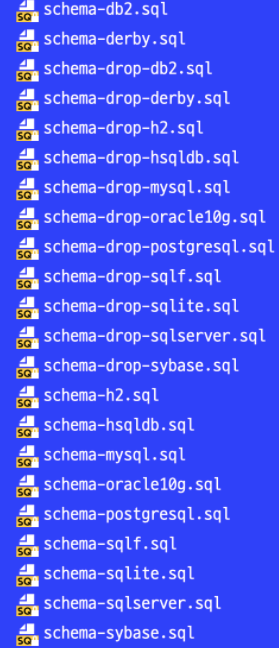 schema-db2.sql
schema-derby.sql
schema-drop-db2.sql
schema-drop-derby.sql
schema-drop-h2.sql
schema-drop-hsqldb.sql
schema-drop-mysql.sql
schema-drop-oracle10g.sql
schema-drop-postgresql.sql
schema-drop-sqlf.sql
schema-drop-sqlite.sql
schema-drop-sqlserver.sql
schema-drop-sybase.sql
schema-h2.sql
schema-hsqldb.sql
schema-mysql.sql
schema-oracle10g.sql
schema-postgresql.sql
schema-sqlf.sql
schema-sqlite.sql
schema-sqlserver.sql
schema-sybase.sql